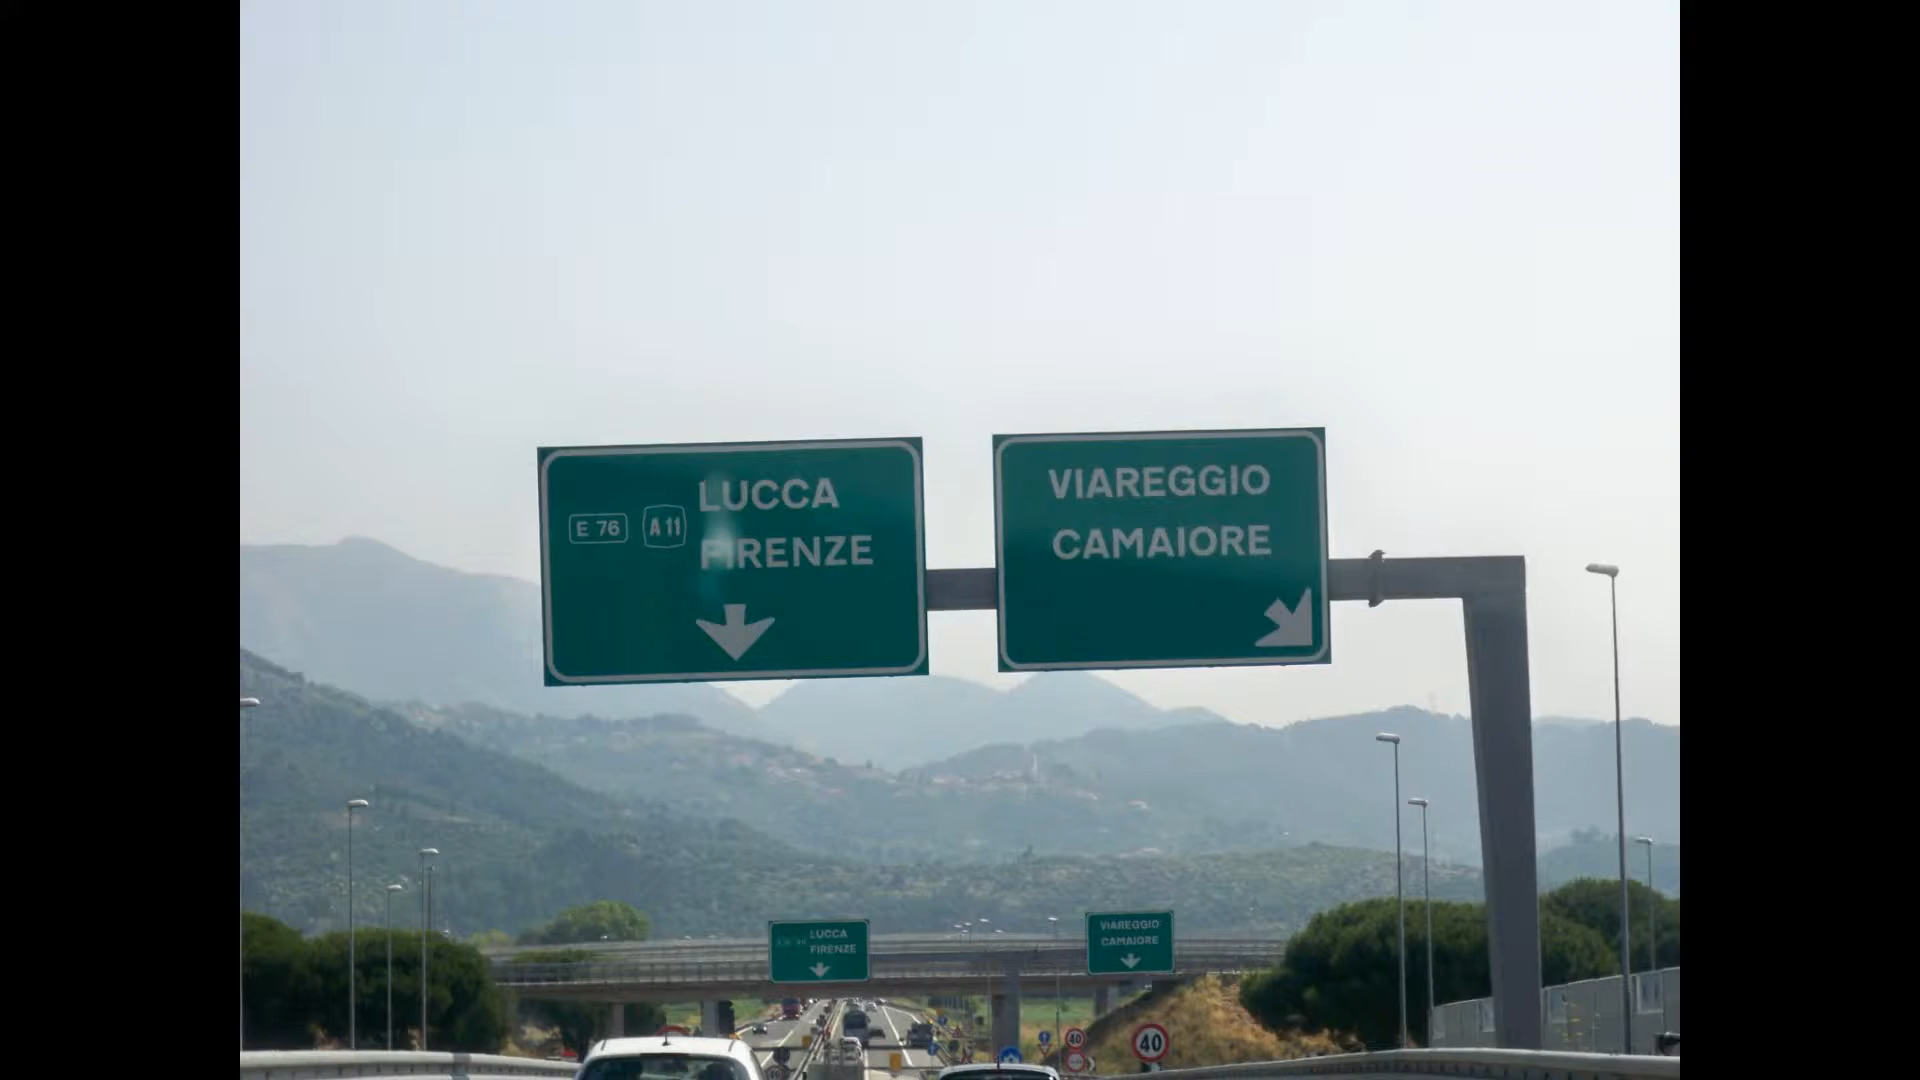 LUCCA
E 76 A 11
FIRENZE
VIAREGGIO
CAMAIORE
LUCCA
FIRENZE
VIAREGGIO
CAMAIORE
40
40